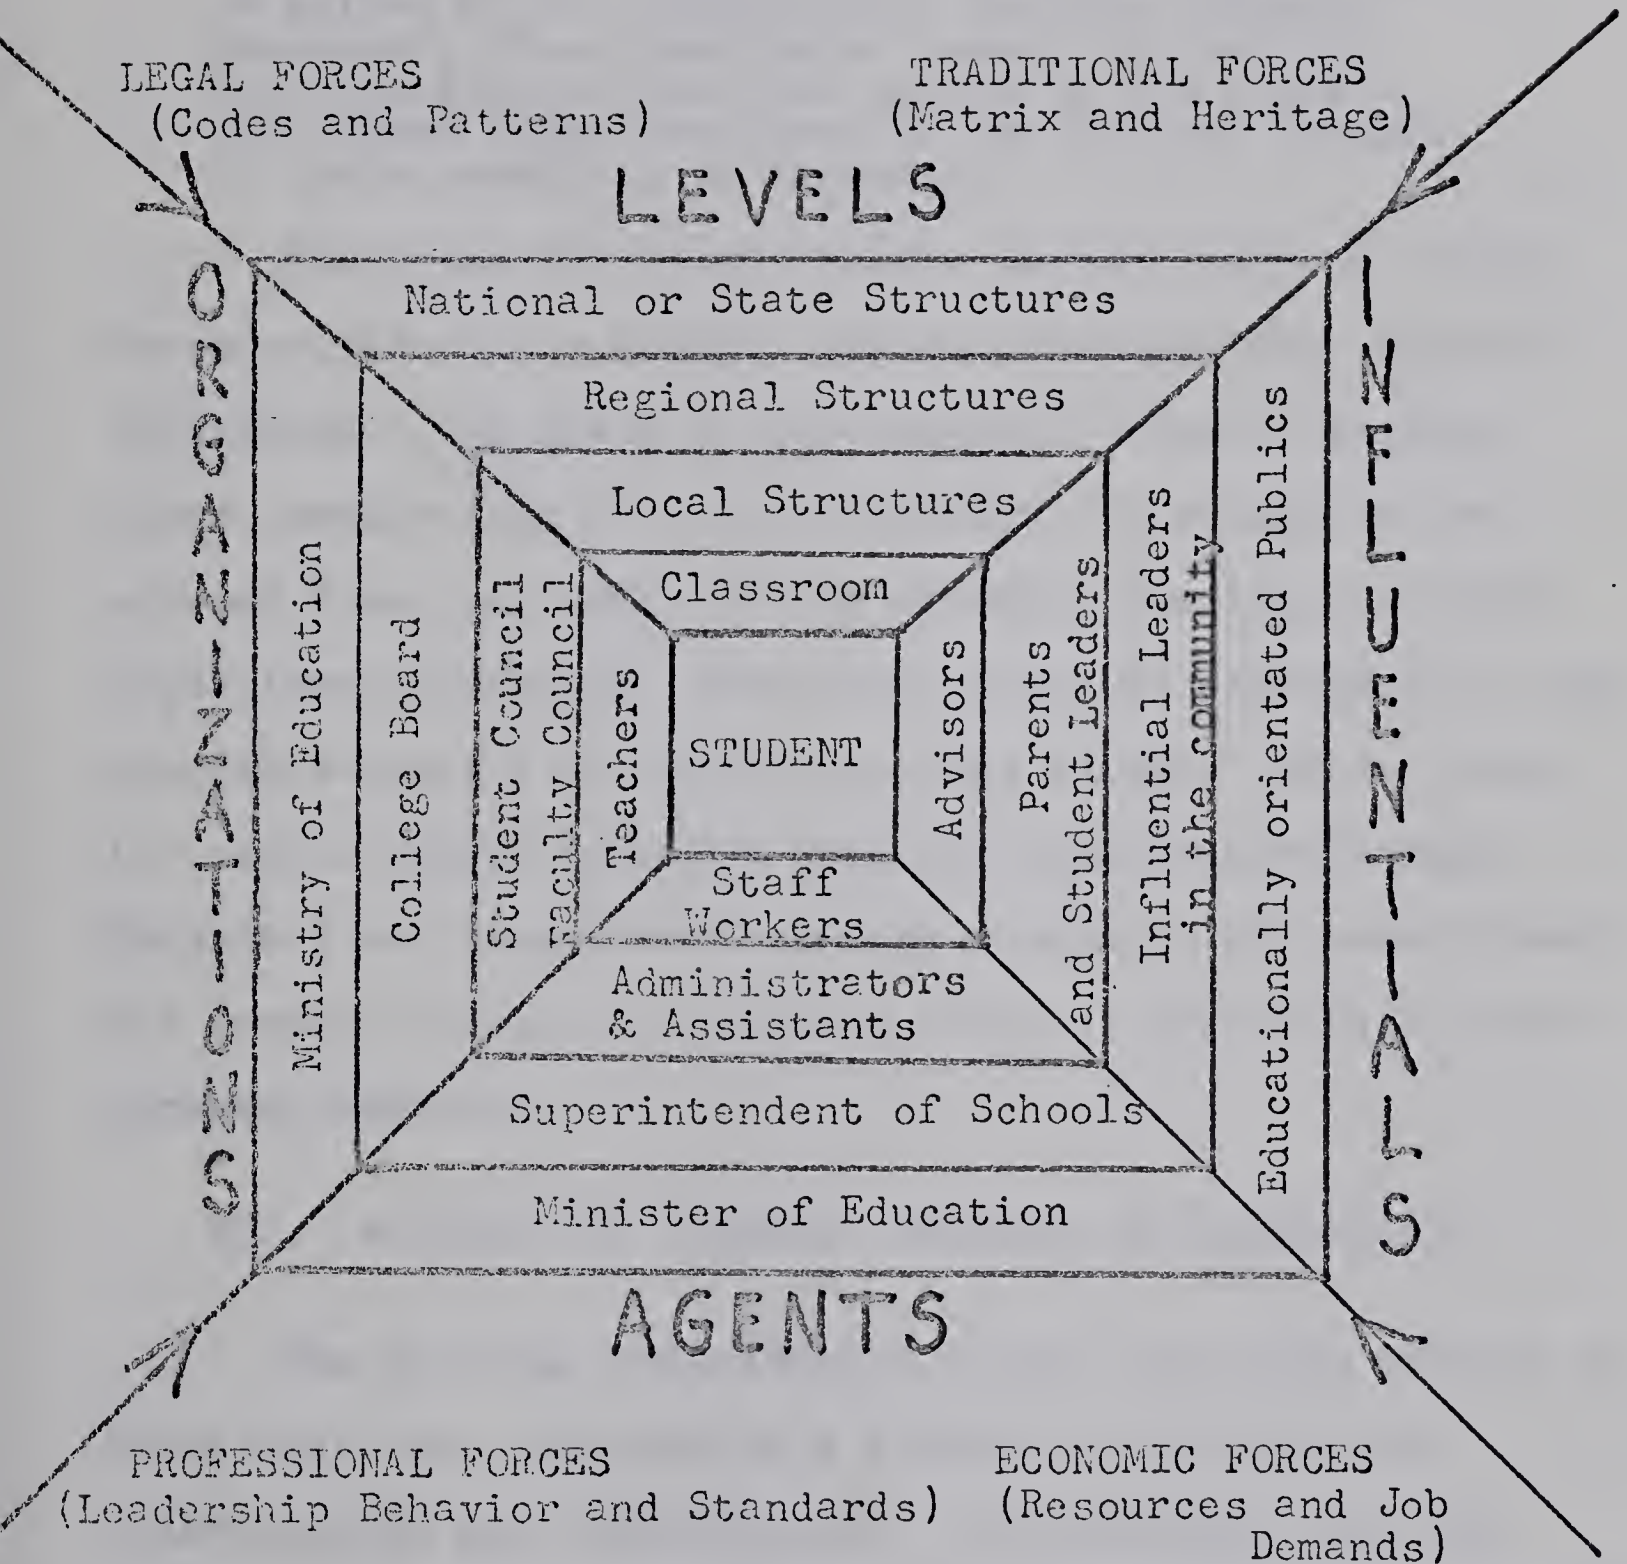 LEGAL FORCES
(Codes and Patterns)
TRADITIONAL FORCES
(Matrix and Heritage)
LEVELS
National or State Structures
Regional Structures
Local Structures
Classroom
ORGANIZATIONS
Ministry of Education
College Board
Student Council
Faculty Council
Teachers
STUDENT
Advisors
Parents
and Student Leaders
Influential Leaders
in the community
Educationally orientated Publics
INFLUENTIALS
Staff
Workers
Administrators
& Assistants
Superintendent of Schools
Minister of Education
AGENTS
PROFESSIONAL FORCES
(Leadership Behavior and Standards)
ECONOMIC FORCES
(Resources and Job
Demands)